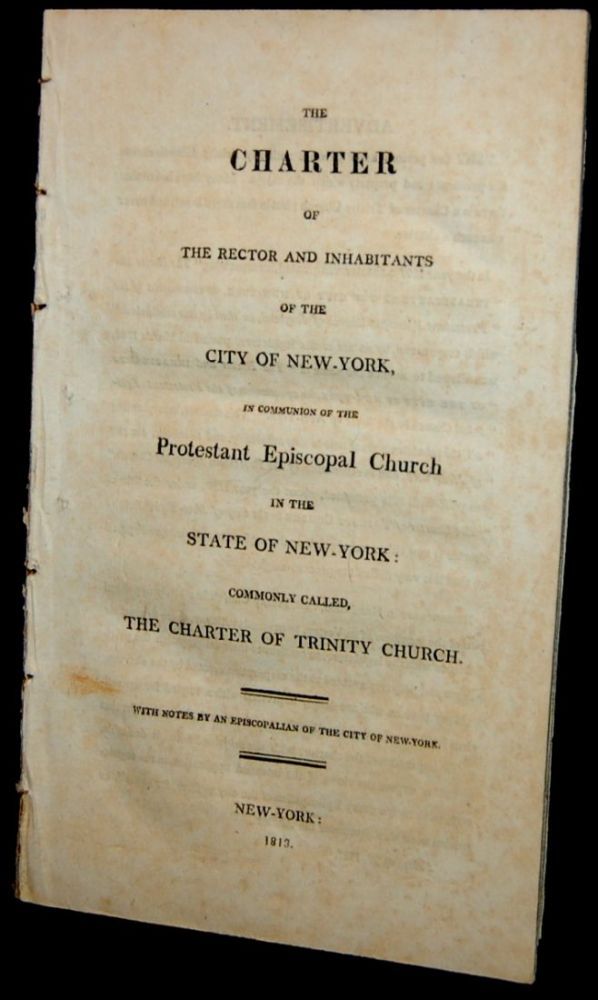 THE
CHARTER
OF
THE RECTOR AND INHABITANTS
OF THE
CITY OF NEW-YORK,
IN COMMUNION OF THE
Protestant Episcopal Church
IN THE
STATE OF NEW-YORK:
COMMONLY CALLED,
THE CHARTER OF TRINITY CHURCH.
WITH NOTES BY AN EPISCOPALIAN OF THE CITY OF NEW-YORK.
NEW-YORK:
1813.